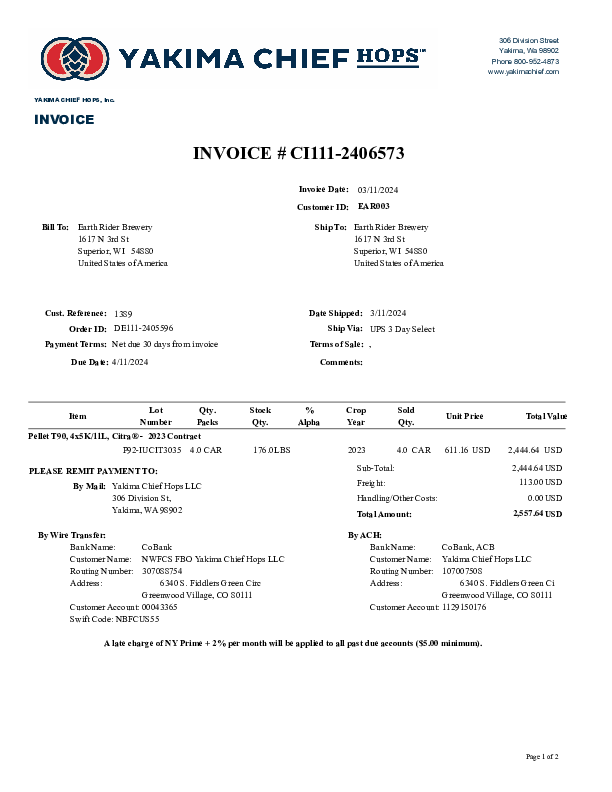 YAKIMA CHIEF HOPS™
306 Division Street
Yakima, Wa 98902
Phone 800-952-4873
www.yakimachief.com
YAKIMA CHIEF HOPS, Inc.
INVOICE
INVOICE # CI111-2406573
Invoice Date: 03/11/2024
Customer ID: EAR003
Bill To: Earth Rider Brewery Ship To: Earth Rider Brewery
1617 N 3rd St 1617 N 3rd St
Superior, WI 54880 Superior, WI 54880
United States of America United States of America
Cust. Reference: 1389 Date Shipped: 3/11/2024
Order ID: DE111-2405596 Ship Via: UPS 3 Day Select
Payment Terms: Net due 30 days from invoice Terms of Sale: ,
Due Date: 4/11/2024 Comments:
Item Lot Number Qty. Packs Stock Qty. % Alpha Crop Year Sold Qty. Unit Price Total Value
Pellet T90, 4x5K/11L, Citra® - 2023 Contract
P92-IUCIT3035 4.0 CAR 176.0LBS 2023 4.0 CAR 611.16 USD 2,444.64 USD
PLEASE REMIT PAYMENT TO: Sub-Total: 2,444.64 USD
By Mail: Yakima Chief Hops LLC Freight: 113.00 USD
306 Division St, Handling/Other Costs: 0.00 USD
Yakima, WA 98902 Total Amount: 2,557.64 USD
By Wire Transfer: By ACH:
Bank Name: CoBank Bank Name: CoBank, ACB
Customer Name: NWFCS FBO Yakima Chief Hops LLC Customer Name: Yakima Chief Hops LLC
Routing Number: 307088754 Routing Number: 107007508
Address: 6340 S. Fiddlers Green Circ Address: 6340 S. Fiddlers Green Ci
Greenwood Village, CO 80111 Greenwood Village, CO 80111
Customer Account: 00043365 Customer Account: 1129150176
Swift Code: NBFCUS55
A late charge of NY Prime + 2% per month will be applied to all past due accounts ($5.00 minimum).
Page 1 of 2